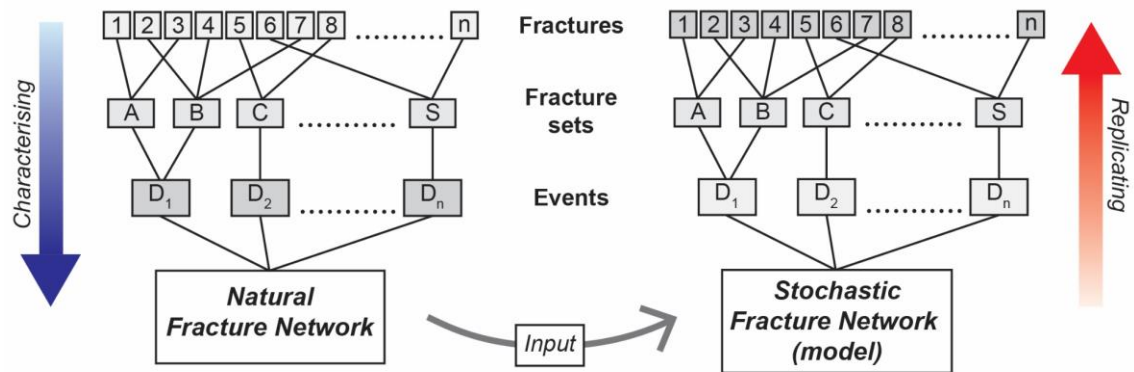 1 2 3 4 5 6 7 8 ......... n
Fractures
1 2 3 4 5 6 7 8 ......... n
Characterising
A B C ......... S
Fracture
sets
A B C ......... S
Replicating
D1 D2 ......... Dn
Events
D1 D2 ......... Dn
Natural
Fracture Network
Input
Stochastic
Fracture Network
(model)